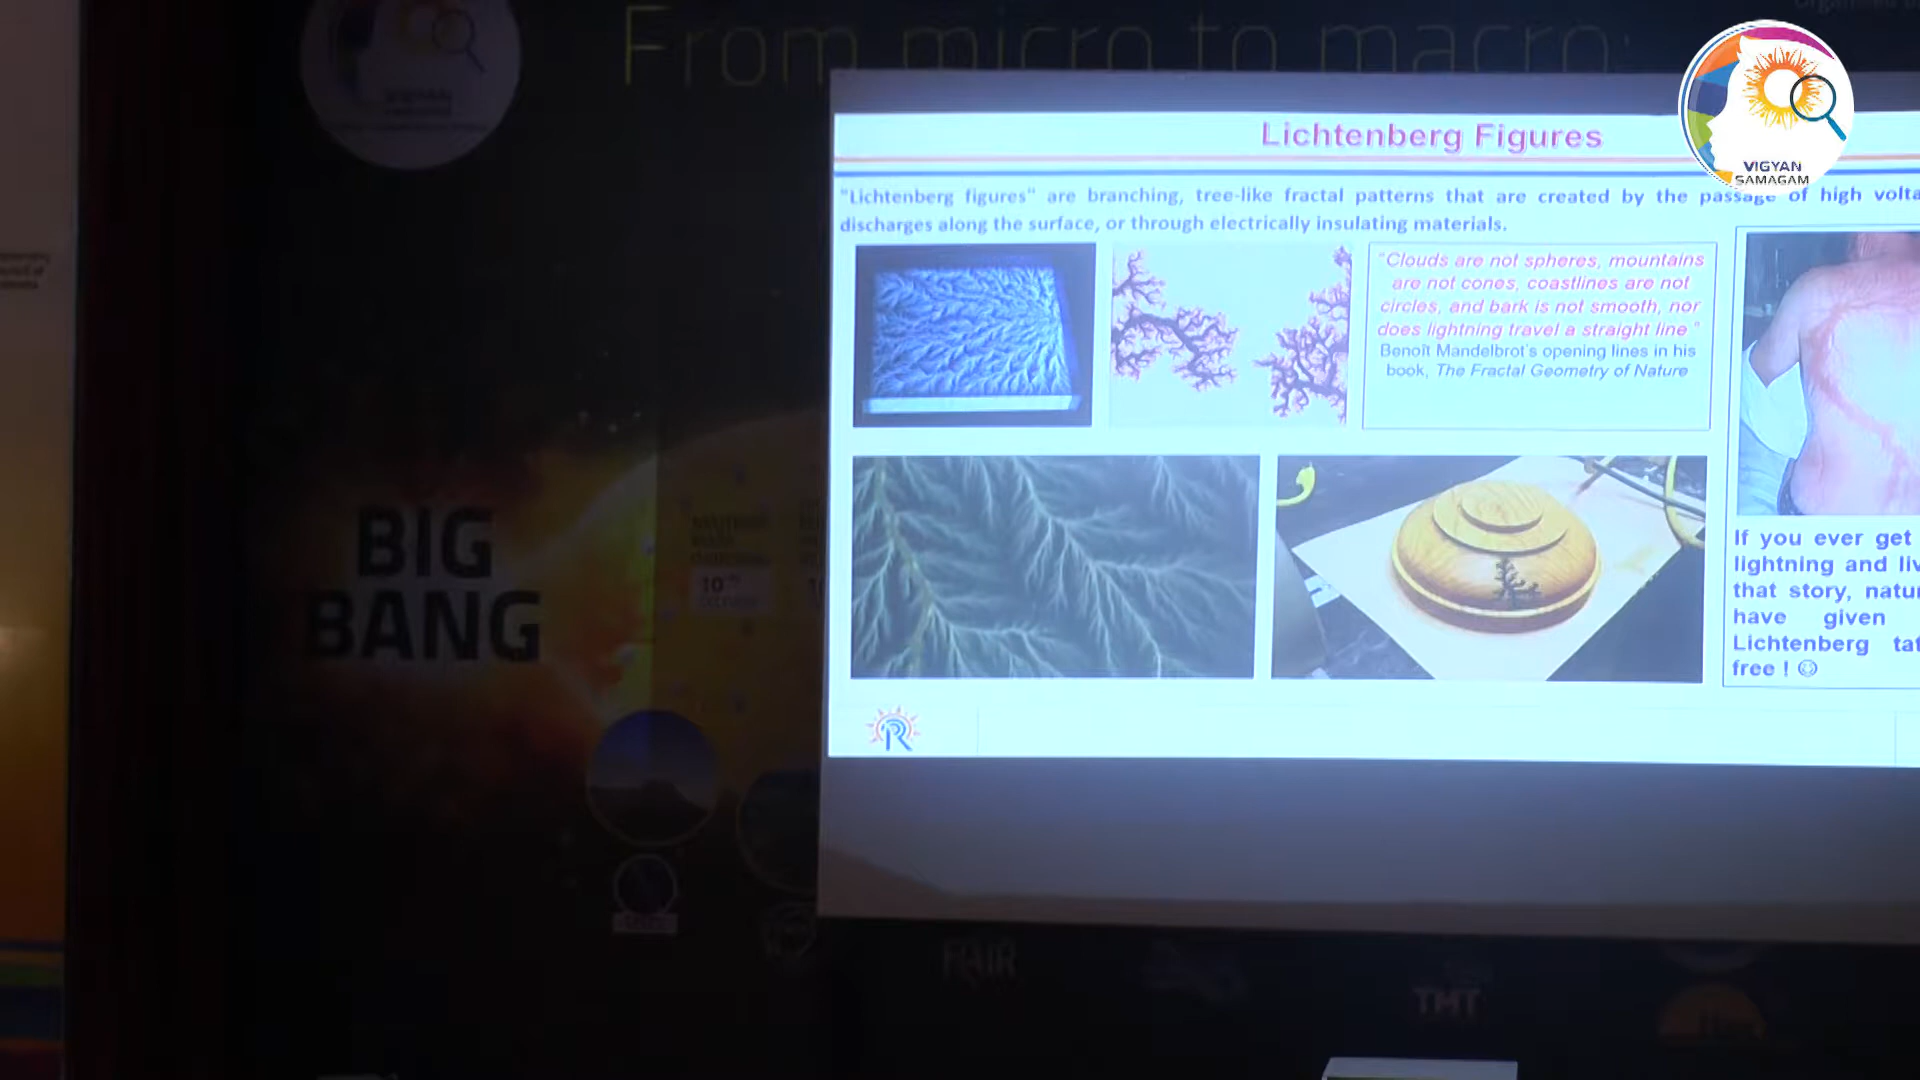 From micro to macro:
VIGYAN
SAMAGAM
Lichtenberg Figures
"Lichtenberg figures" are branching, tree-like fractal patterns that are created by the passage of high
discharges along the surface, or through electrically insulating materials.
"Clouds are not spheres, mountains
are not cones, coastlines are not
circles, and bark is not smooth, nor
does lightning travel a straight line "
Benoît Mandelbrot's opening lines in his
book, The Fractal Geometry of Nature
If you ever get
lightning and
that story,
have given
Lichtenberg
free ! ☺
BIG
BANG
R
FAIR
TMT